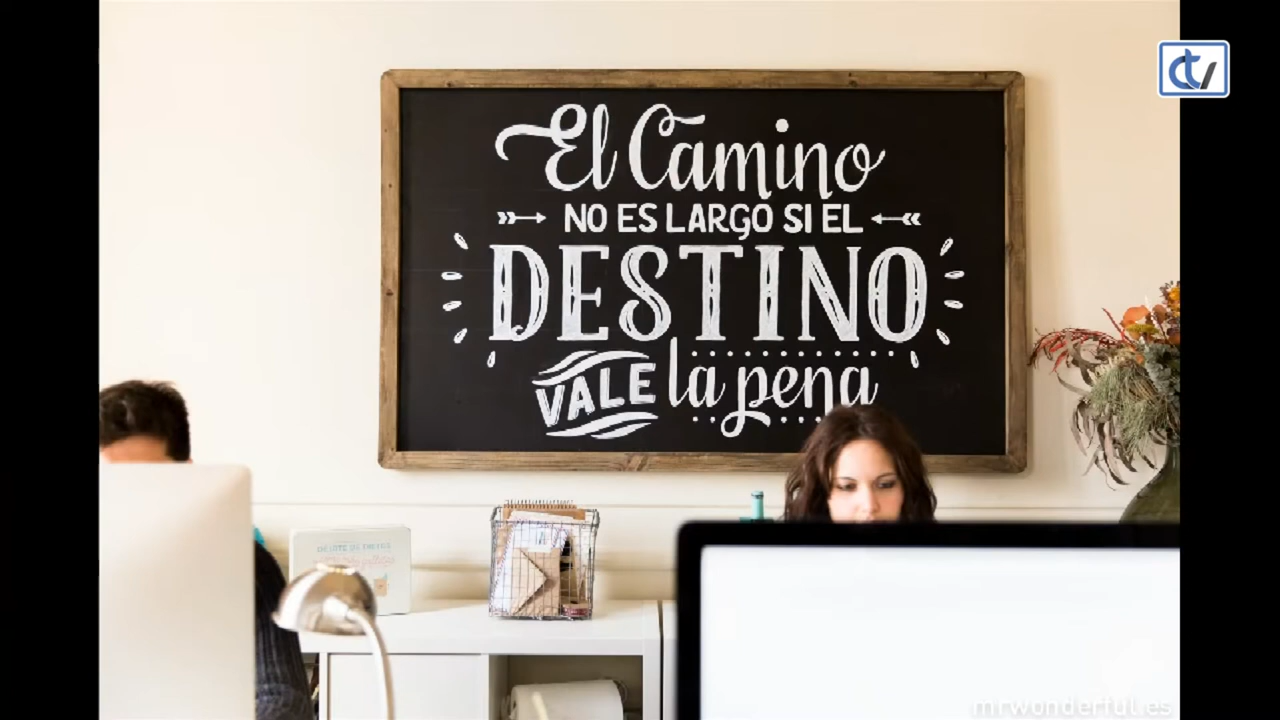 El Camino
NO ES LARGO SI EL
DESTINO
VALE la pena
mrwonderful.es